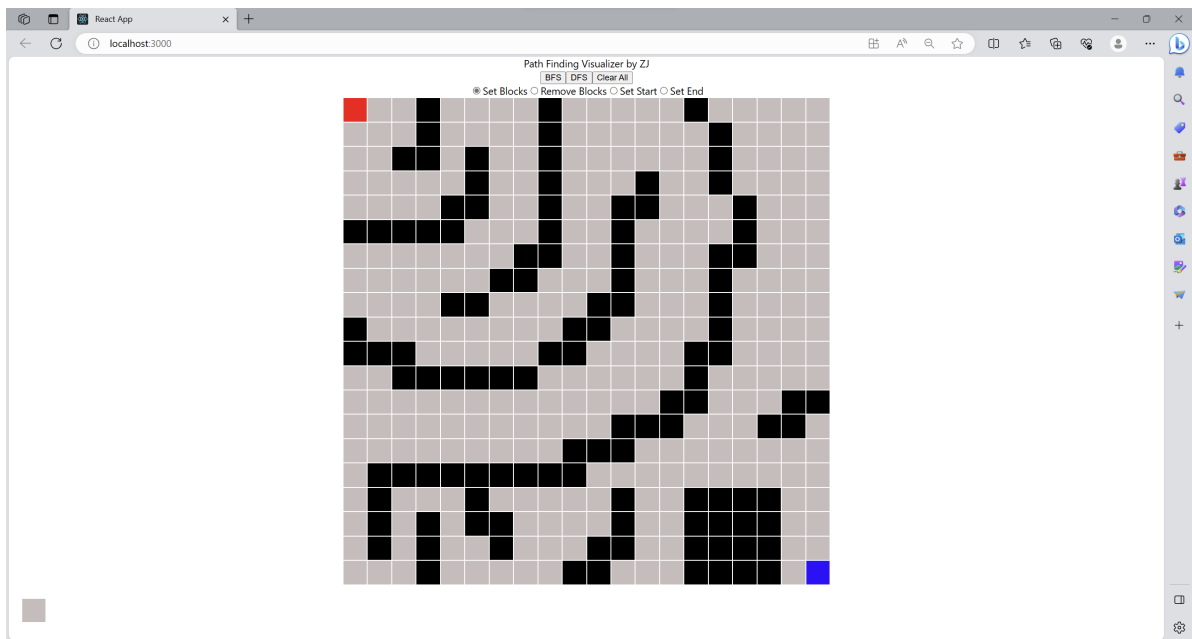 React App
localhost:3000
Path Finding Visualizer by ZJ
BFS DFS Clear All
Set Blocks Remove Blocks Set Start Set End